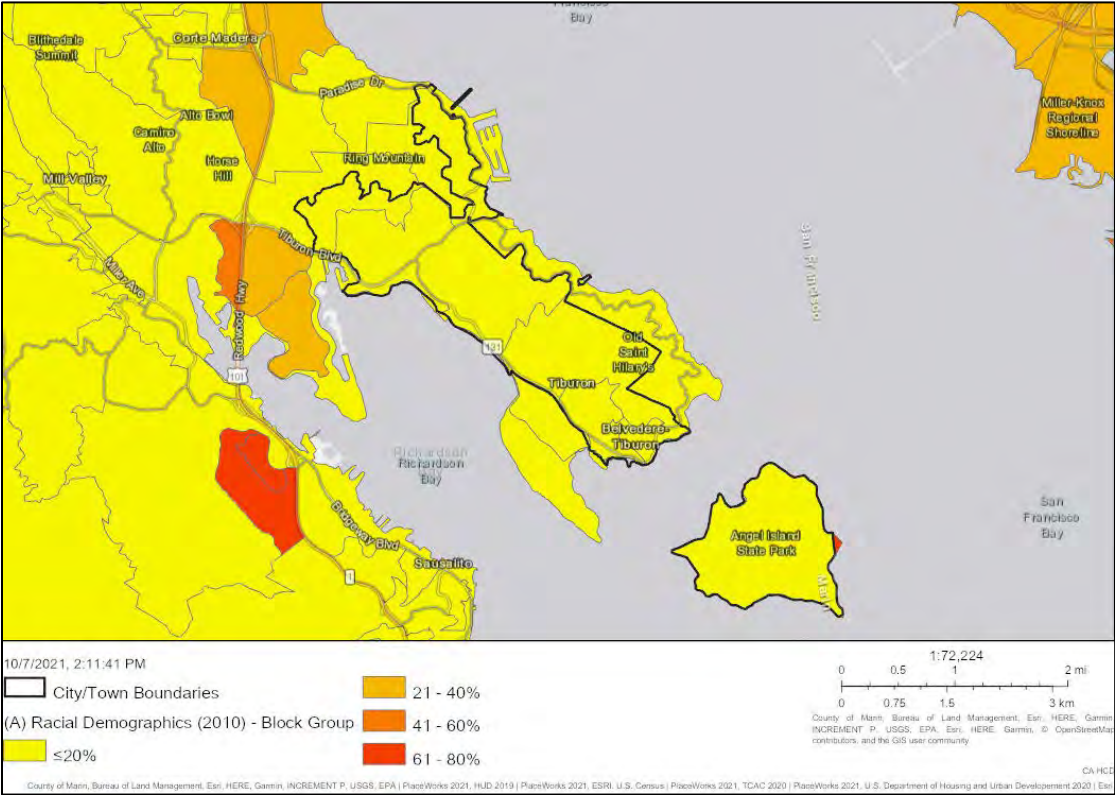 Francisco
Bay
Blithedale
Summit
Corte Madera
Paradise Dr
Alto Bowl
Camino
Alto
Miller-Knox
Regional
Shoreline
Horse
Hill
Ring Mountain
Mill Valley
Tiburon Blvd
San Francisco
Miller Ave
Redwood Hwy
131
Old
Saint
Hilary's
101
Tiburon
Belvedere-
Tiburon
Richardson
Bay
Richardson
Bay
San
Francisco
Bay
Bridgeway Blvd
Angel Island
State Park
Sausalito
1
Marin
10/7/2021, 2:11:41 PM
City/Town Boundaries
(A) Racial Demographics (2010) - Block Group
≤20%
21 - 40%
41 - 60%
61 - 80%
1:72,224
0 0.5 1 2 mi
0 0.75 1.5 3 km
County of Marin, Bureau of Land Management, Esri, HERE, Garmin,
INCREMENT P, USGS, EPA, Esri, HERE, Garmin, © OpenStreetMap
contributors, and the GIS user community
CA HCD
County of Marin, Bureau of Land Management, Esri, HERE, Garmin, INCREMENT P, USGS, EPA | PlaceWorks 2021, HUD 2019 | PlaceWorks 2021, ESRI, U.S. Census | PlaceWorks 2021, TCAC 2020 | PlaceWorks 2021, U.S. Department of Housing and Urban Developement 2020 | Esri